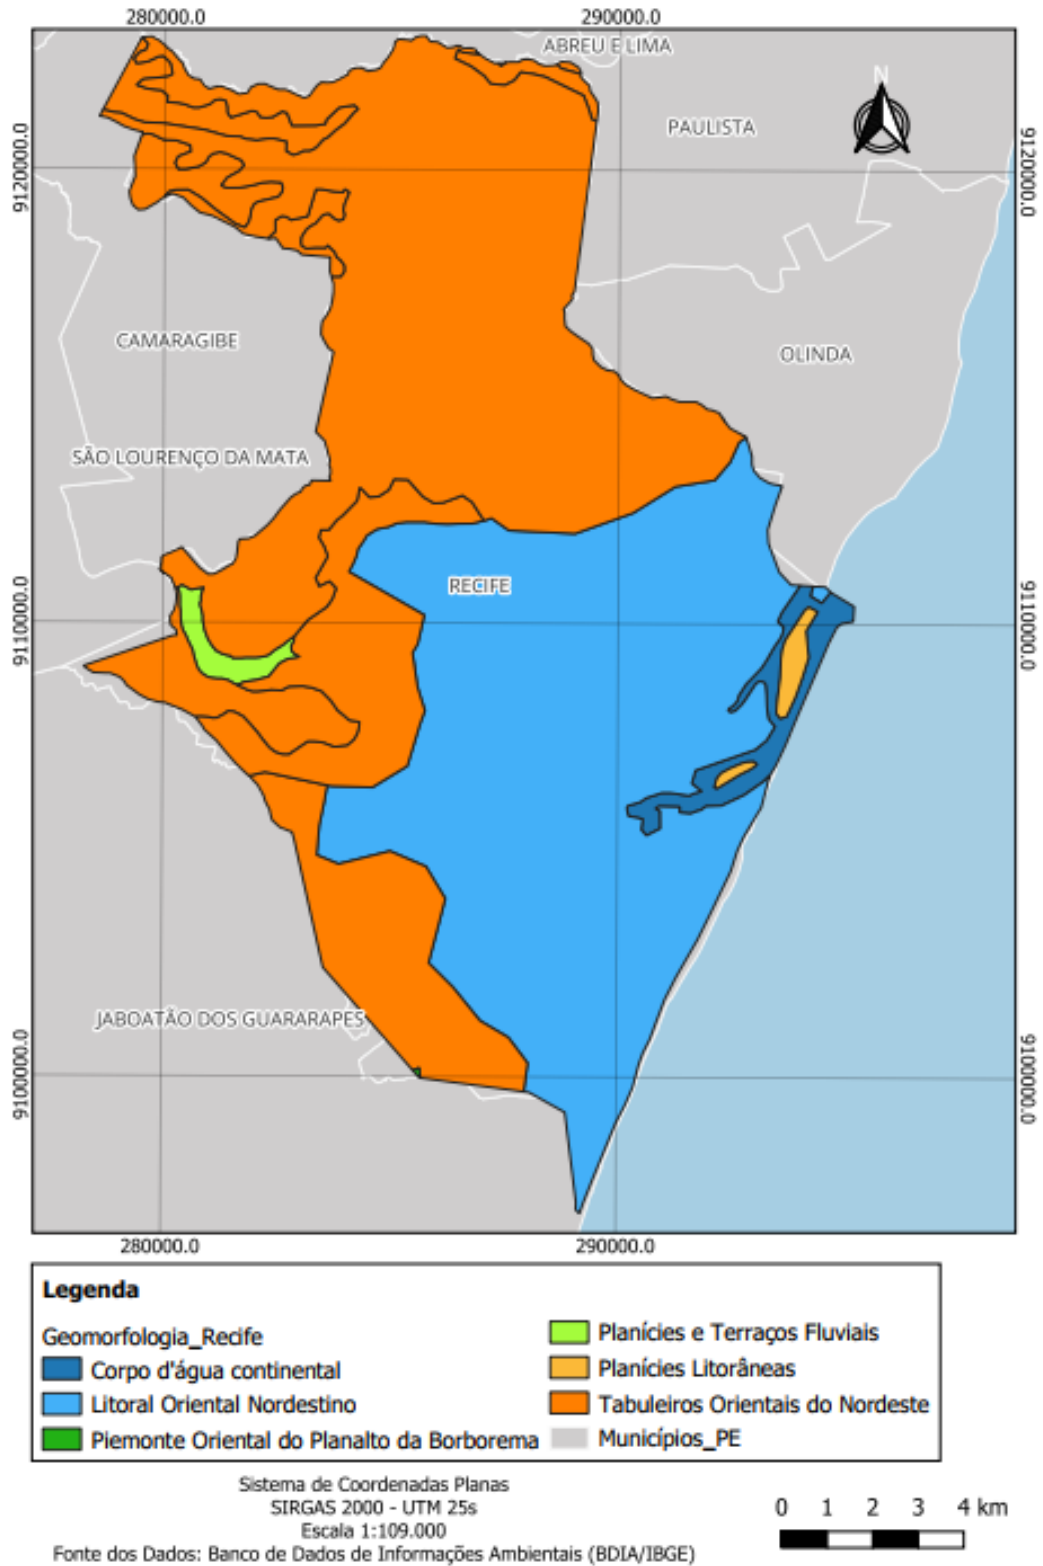 280000.0 290000.0
ABREU E LIMA
N
PAULISTA
9120000.0 9120000.0
CAMARAGIBE
OLINDA
SÃO LOURENÇO DA MATA
RECIFE
9110000.0 9110000.0
JABOATÃO DOS GUARARAPES
9100000.0 9100000.0
280000.0 290000.0
Legenda
Geomorfologia_Recife
Corpo d'água continental
Litoral Oriental Nordestino
Piemonte Oriental do Planalto da Borborema
Planícies e Terraços Fluviais
Planícies Litorâneas
Tabuleiros Orientais do Nordeste
Municípios_PE
Sistema de Coordenadas Planas
SIRGAS 2000 - UTM 25s
Escala 1:109.000
Fonte dos Dados: Banco de Dados de Informações Ambientais (BDIA/IBGE)
0 1 2 3 4 km